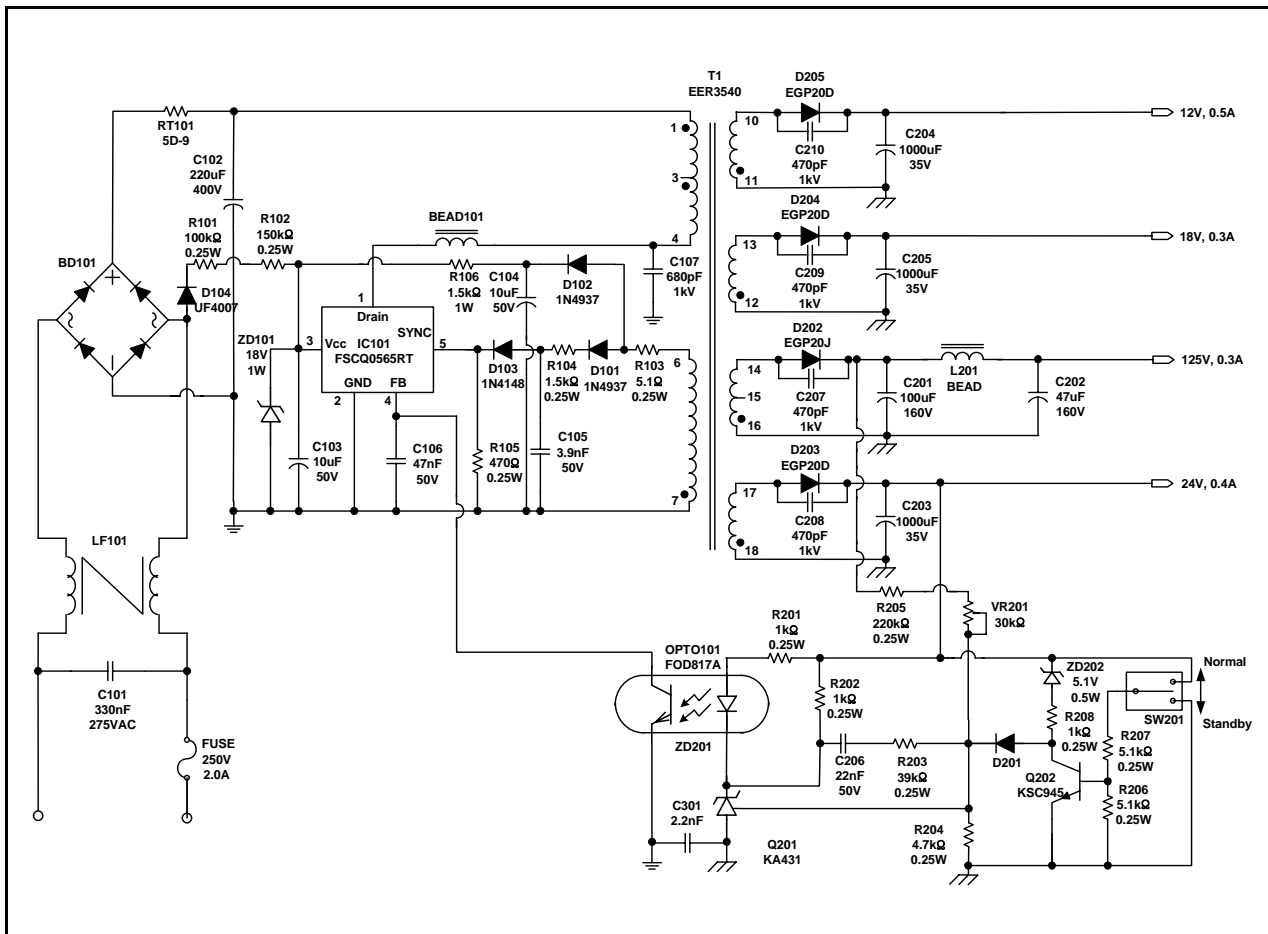 T1
EER3540
RT101
5D-9
C102
220uF
400V
R101
100kΩ
0.25W
R102
150kΩ
0.25W
BD101
D104
UF4007
BEAD101
R106
1.5kΩ
1W
C104
10uF
50V
D102
1N4937
C107
680pF
1kV
ZD101
18V
1W
1
Drain
SYNC
3
Vcc
IC101
FSCQ0565RT
5
GND
FB
2
4
D103
1N4148
R104
1.5kΩ
0.25W
D101
1N4937
R103
5.1Ω
0.25W
C103
10uF
50V
C106
47nF
50V
R105
470Ω
0.25W
C105
3.9nF
50V
1
3
4
6
7
10
11
13
12
14
15
16
17
18
D205
EGP20D
C210
470pF
1kV
C204
1000uF
35V
12V, 0.5A
D204
EGP20D
C209
470pF
1kV
C205
1000uF
35V
18V, 0.3A
D202
EGP20J
C207
470pF
1kV
C201
100uF
160V
L201
BEAD
C202
47uF
160V
125V, 0.3A
D203
EGP20D
C208
470pF
1kV
C203
1000uF
35V
24V, 0.4A
LF101
C101
330nF
275VAC
FUSE
250V
2.0A
OPTO101
FOD817A
R201
1kΩ
0.25W
R205
220kΩ
0.25W
VR201
30kΩ
R202
1kΩ
0.25W
ZD202
5.1V
0.5W
R208
1kΩ
0.25W
Normal
SW201
Standby
ZD201
C206
22nF
50V
R203
39kΩ
0.25W
D201
Q202
KSC945
R207
5.1kΩ
0.25W
R206
5.1kΩ
0.25W
C301
2.2nF
Q201
KA431
R204
4.7kΩ
0.25W